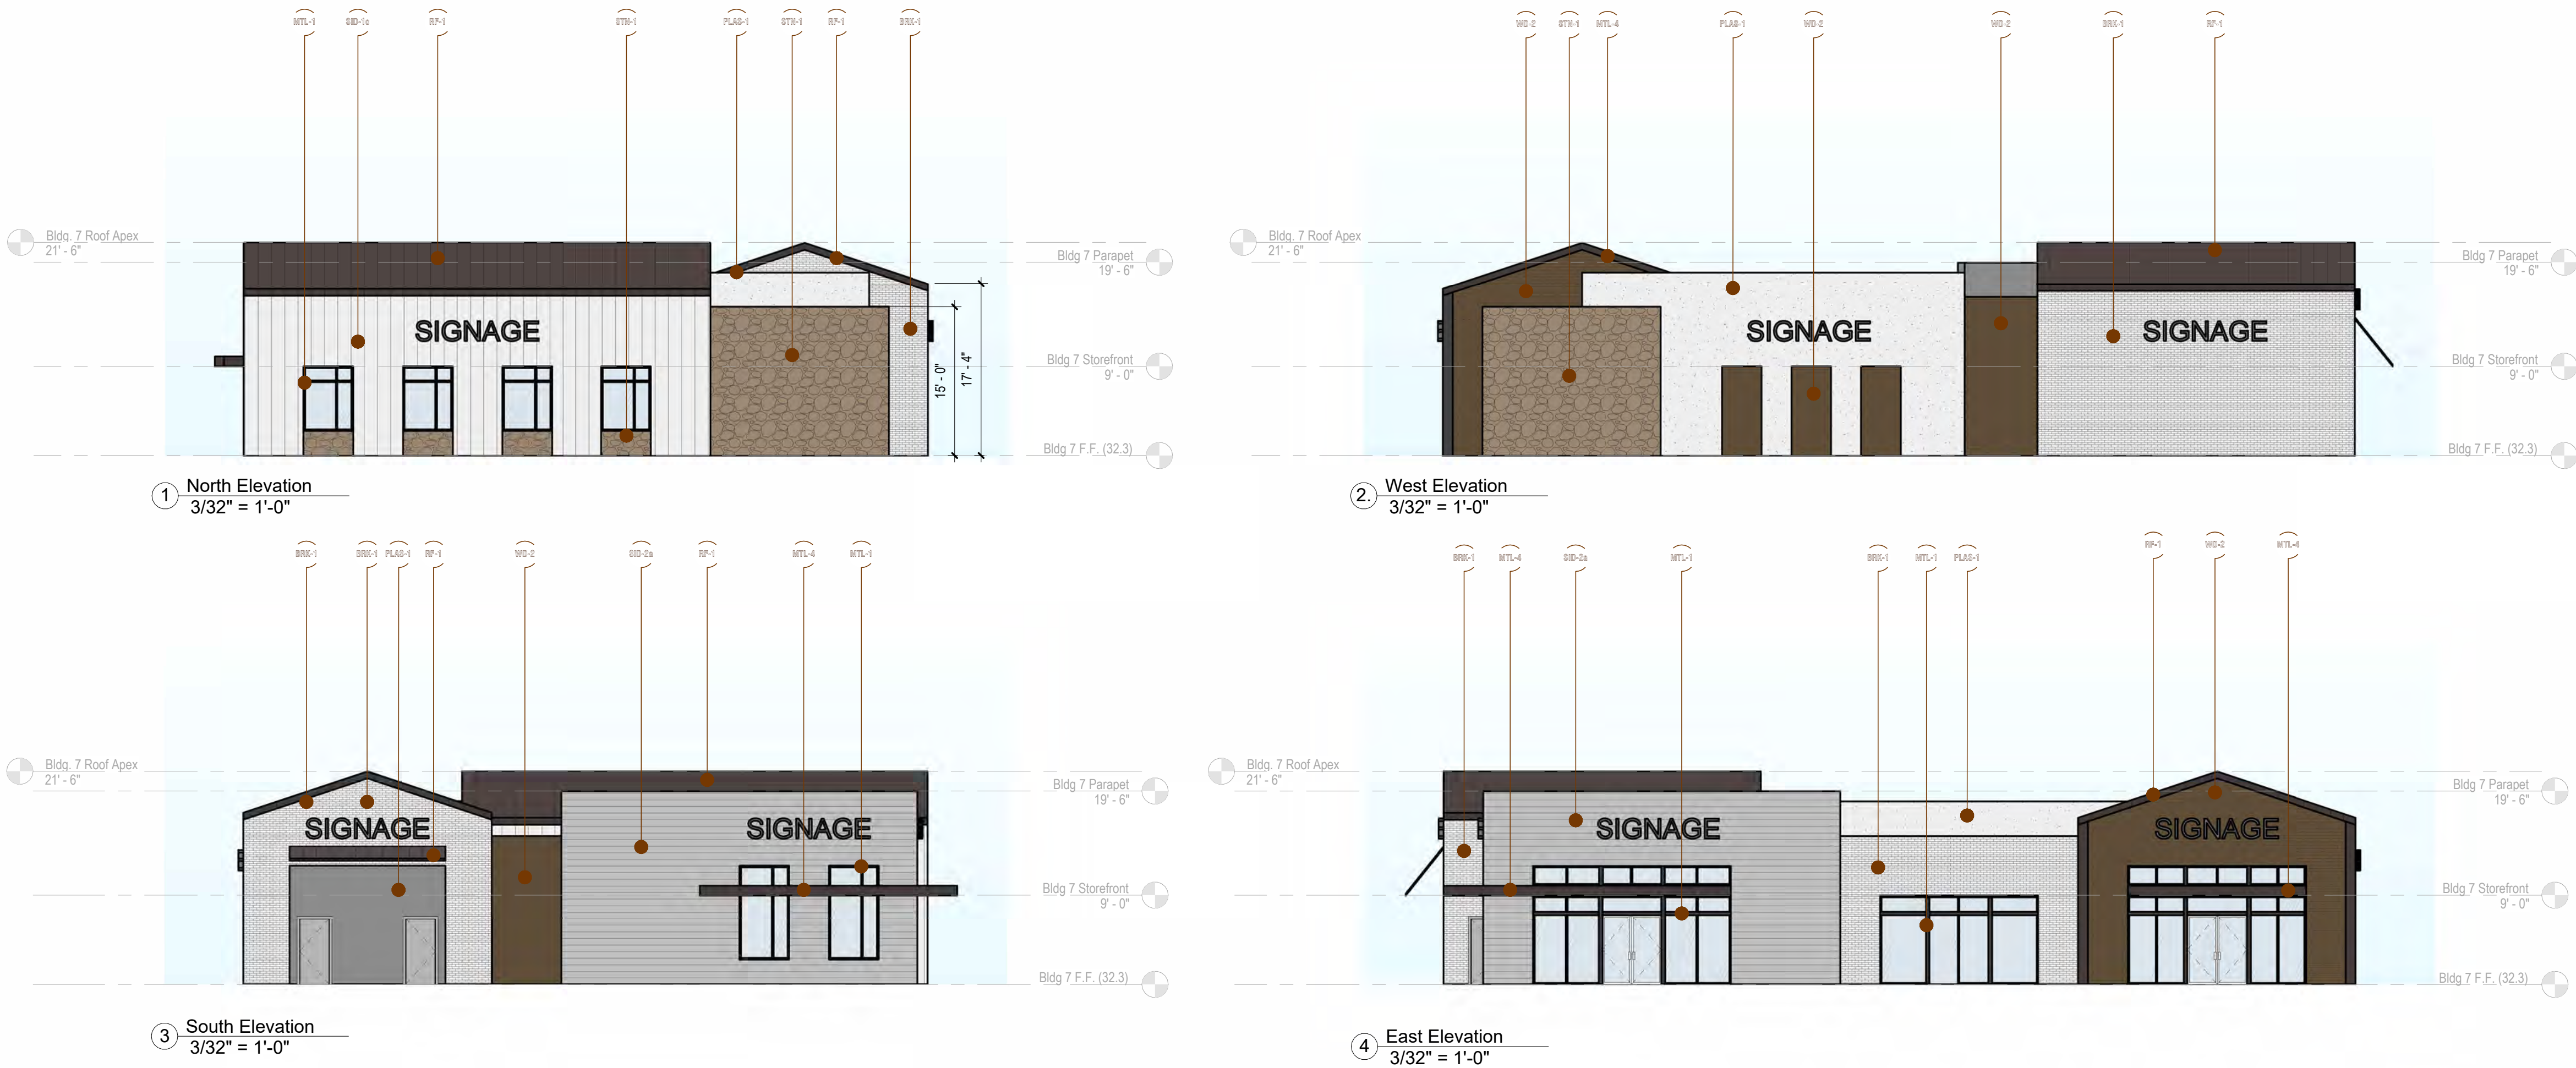 MTL-1 SID-1c RF-1 STN-1 PLAS-1 STN-1 RF-1 BRK-1
Bldg. 7 Roof Apex
21' - 6"
Bldg 7 Parapet
19' - 6"
SIGNAGE
Bldg 7 Storefront
9' - 0"
15' - 0"
17' - 4"
Bldg 7 F.F. (32.3)
1 North Elevation
3/32" = 1'-0"
WD-2 STN-1 MTL-4 PLAS-1 WD-2 WD-2 BRK-1 RF-1
Bldg. 7 Roof Apex
21' - 6"
Bldg 7 Parapet
19' - 6"
SIGNAGE SIGNAGE
Bldg 7 Storefront
9' - 0"
Bldg 7 F.F. (32.3)
2. West Elevation
3/32" = 1'-0"
BRK-1 BRK-1 PLAS-1 RF-1 WD-2 SID-2a RF-1 MTL-4 MTL-1
Bldg. 7 Roof Apex
21' - 6"
Bldg 7 Parapet
19' - 6"
SIGNAGE SIGNAGE
Bldg 7 Storefront
9' - 0"
Bldg 7 F.F. (32.3)
3 South Elevation
3/32" = 1'-0"
BRK-1 MTL-4 SID-2a MTL-1 BRK-1 MTL-1 PLAS-1 RF-1 WD-2 MTL-4
Bldg. 7 Roof Apex
21' - 6"
Bldg 7 Parapet
19' - 6"
SIGNAGE SIGNAGE
Bldg 7 Storefront
9' - 0"
Bldg 7 F.F. (32.3)
4 East Elevation
3/32" = 1'-0"